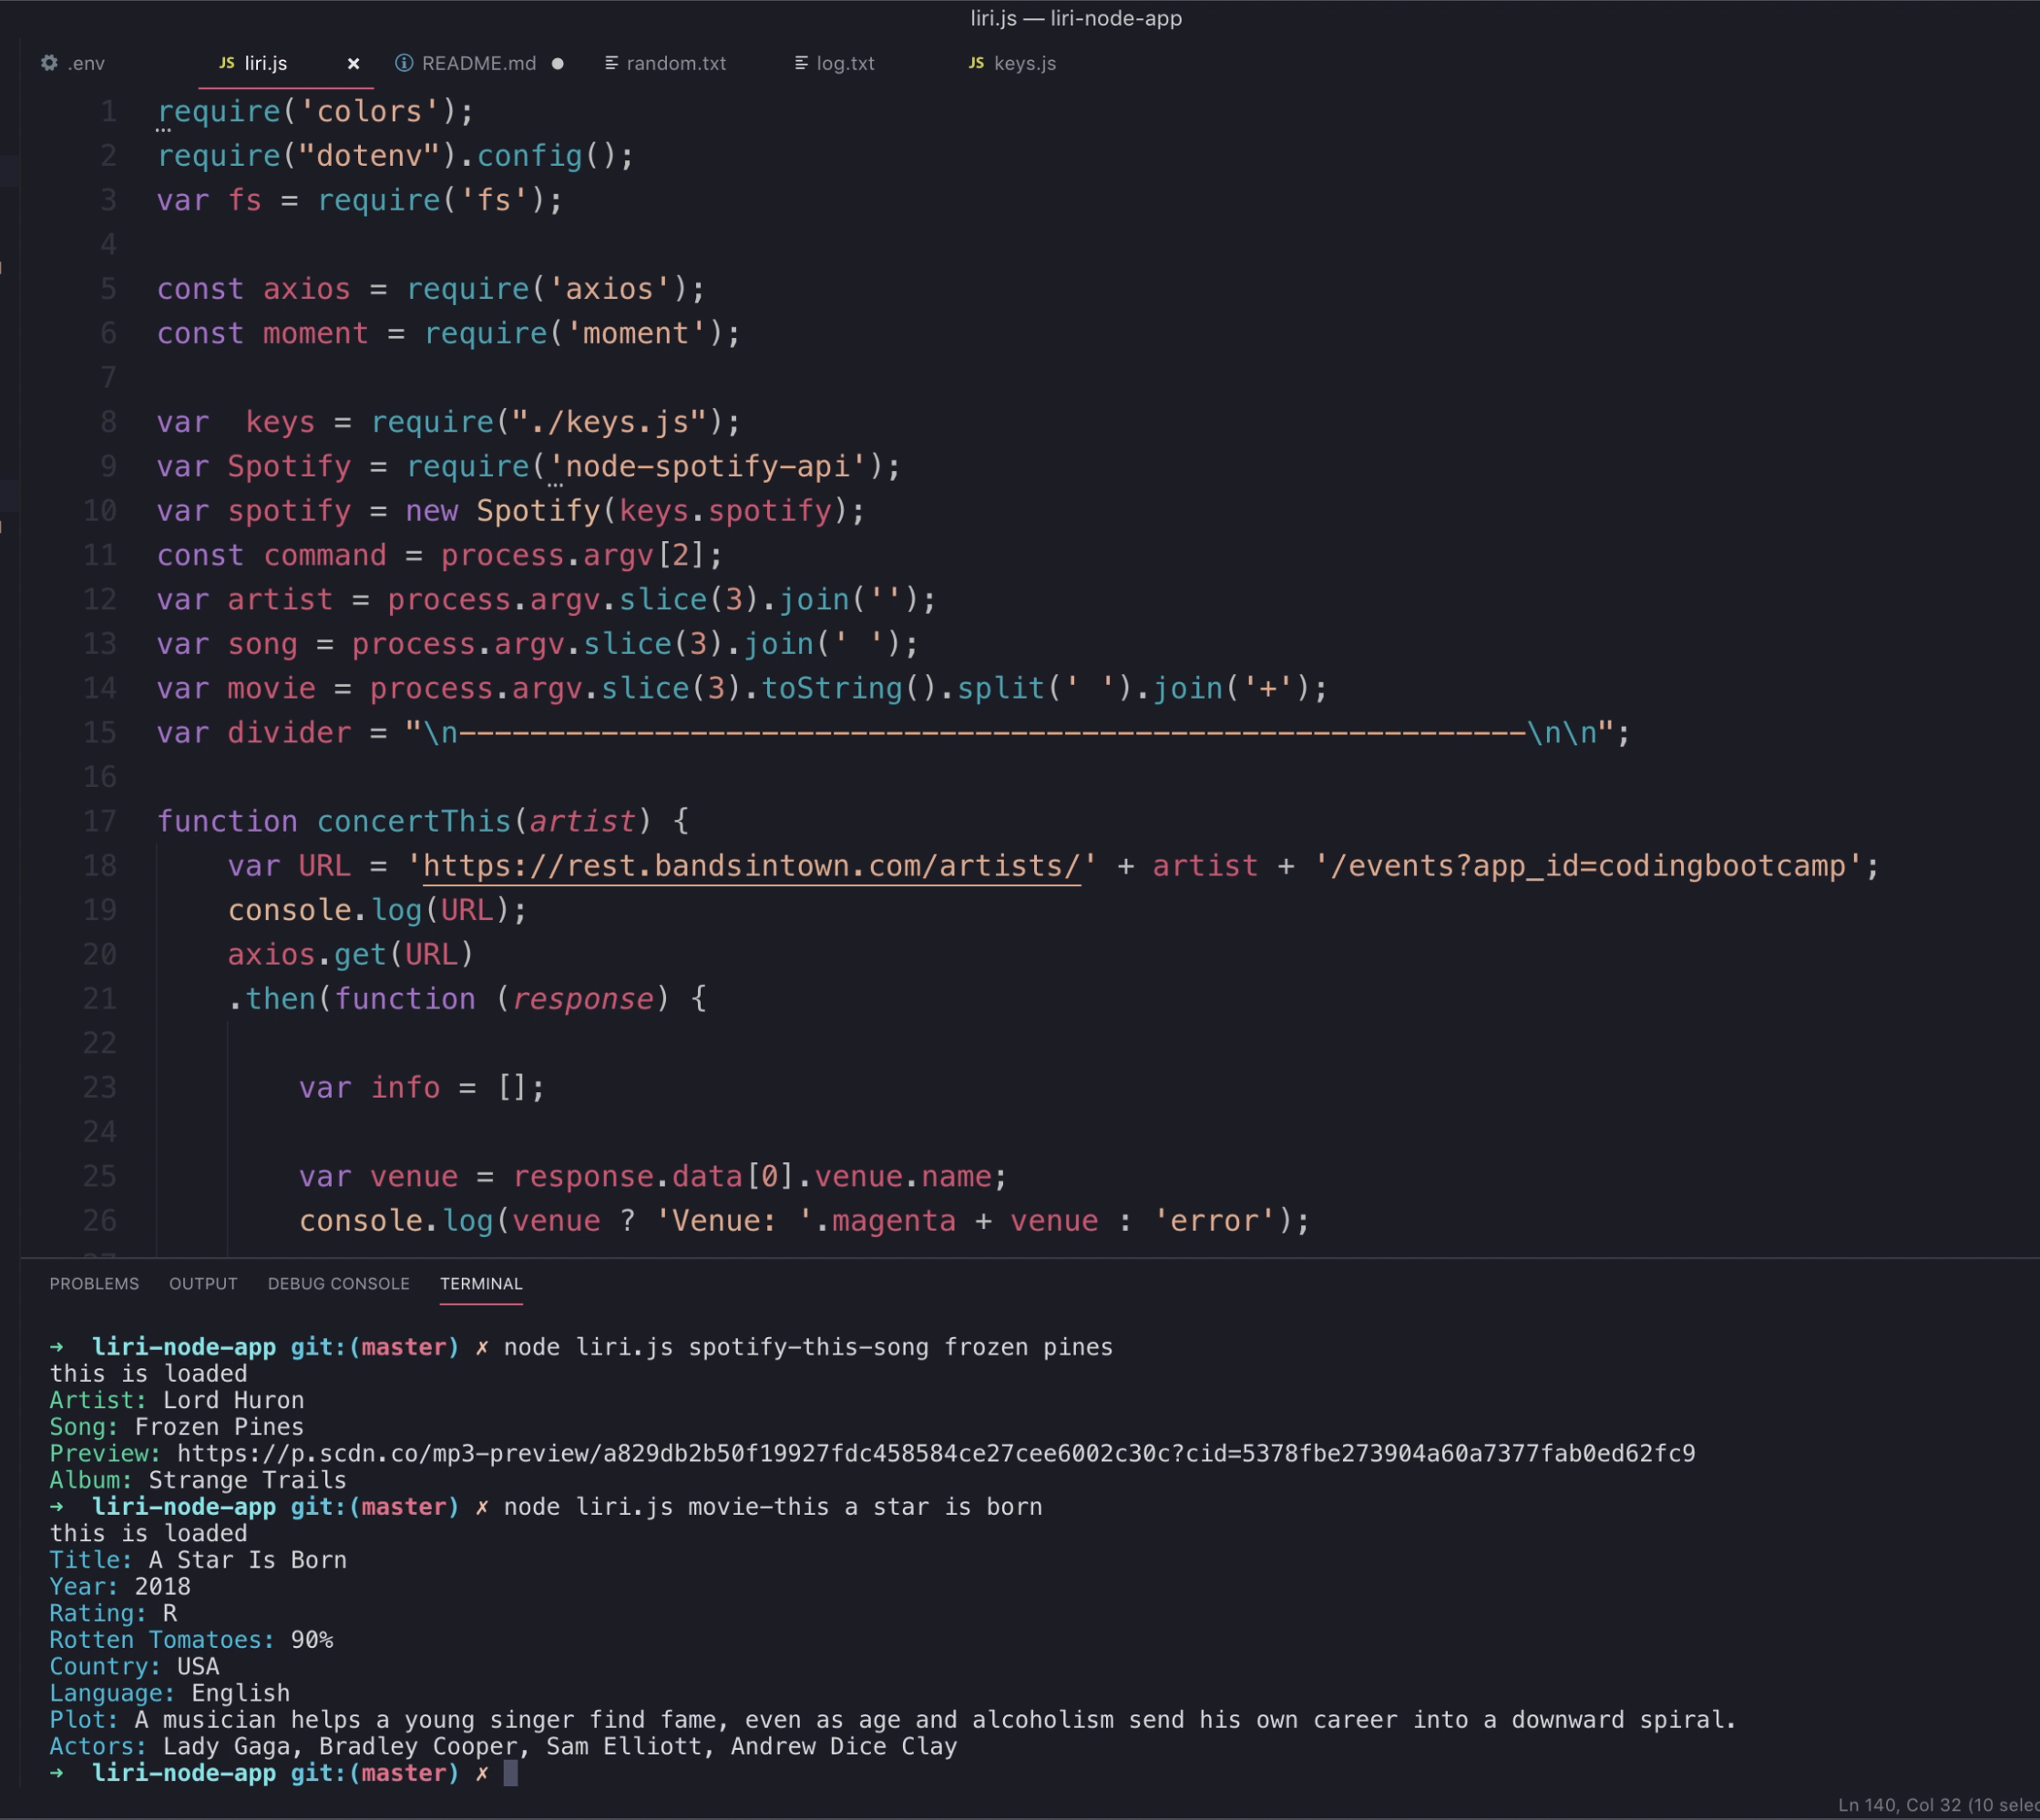 liri.js — liri-node-app
.env
JS liri.js ×
README.md
random.txt
log.txt
JS keys.js
1 require('colors');
2 require("dotenv").config();
3 var fs = require('fs');
4
5 const axios = require('axios');
6 const moment = require('moment');
7
8 var  keys = require("./keys.js");
9 var Spotify = require('node-spotify-api');
10 var spotify = new Spotify(keys.spotify);
11 const command = process.argv[2];
12 var artist = process.argv.slice(3).join('');
13 var song = process.argv.slice(3).join(' ');
14 var movie = process.argv.slice(3).toString().split(' ').join('+');
15 var divider = "\n------------------------------------------------------------\n\n";
16
17 function concertThis(artist) {
18 var URL = 'https://rest.bandsintown.com/artists/' + artist + '/events?app_id=codingbootcamp';
19 console.log(URL);
20 axios.get(URL)
21 .then(function (response) {
22
23 var info = [];
24
25 var venue = response.data[0].venue.name;
26 console.log(venue ? 'Venue: '.magenta + venue : 'error');
PROBLEMS OUTPUT DEBUG CONSOLE TERMINAL
➜ liri-node-app git:(master) ✗ node liri.js spotify-this-song frozen pines
this is loaded
Artist: Lord Huron
Song: Frozen Pines
Preview: https://p.scdn.co/mp3-preview/a829db2b50f19927fdc458584ce27cee6002c30c?cid=5378fbe273904a60a7377fab0ed62fc9
Album: Strange Trails
➜ liri-node-app git:(master) ✗ node liri.js movie-this a star is born
this is loaded
Title: A Star Is Born
Year: 2018
Rating: R
Rotten Tomatoes: 90%
Country: USA
Language: English
Plot: A musician helps a young singer find fame, even as age and alcoholism send his own career into a downward spiral.
Actors: Lady Gaga, Bradley Cooper, Sam Elliott, Andrew Dice Clay
➜ liri-node-app git:(master) ✗
Ln 140, Col 32 (10 selec